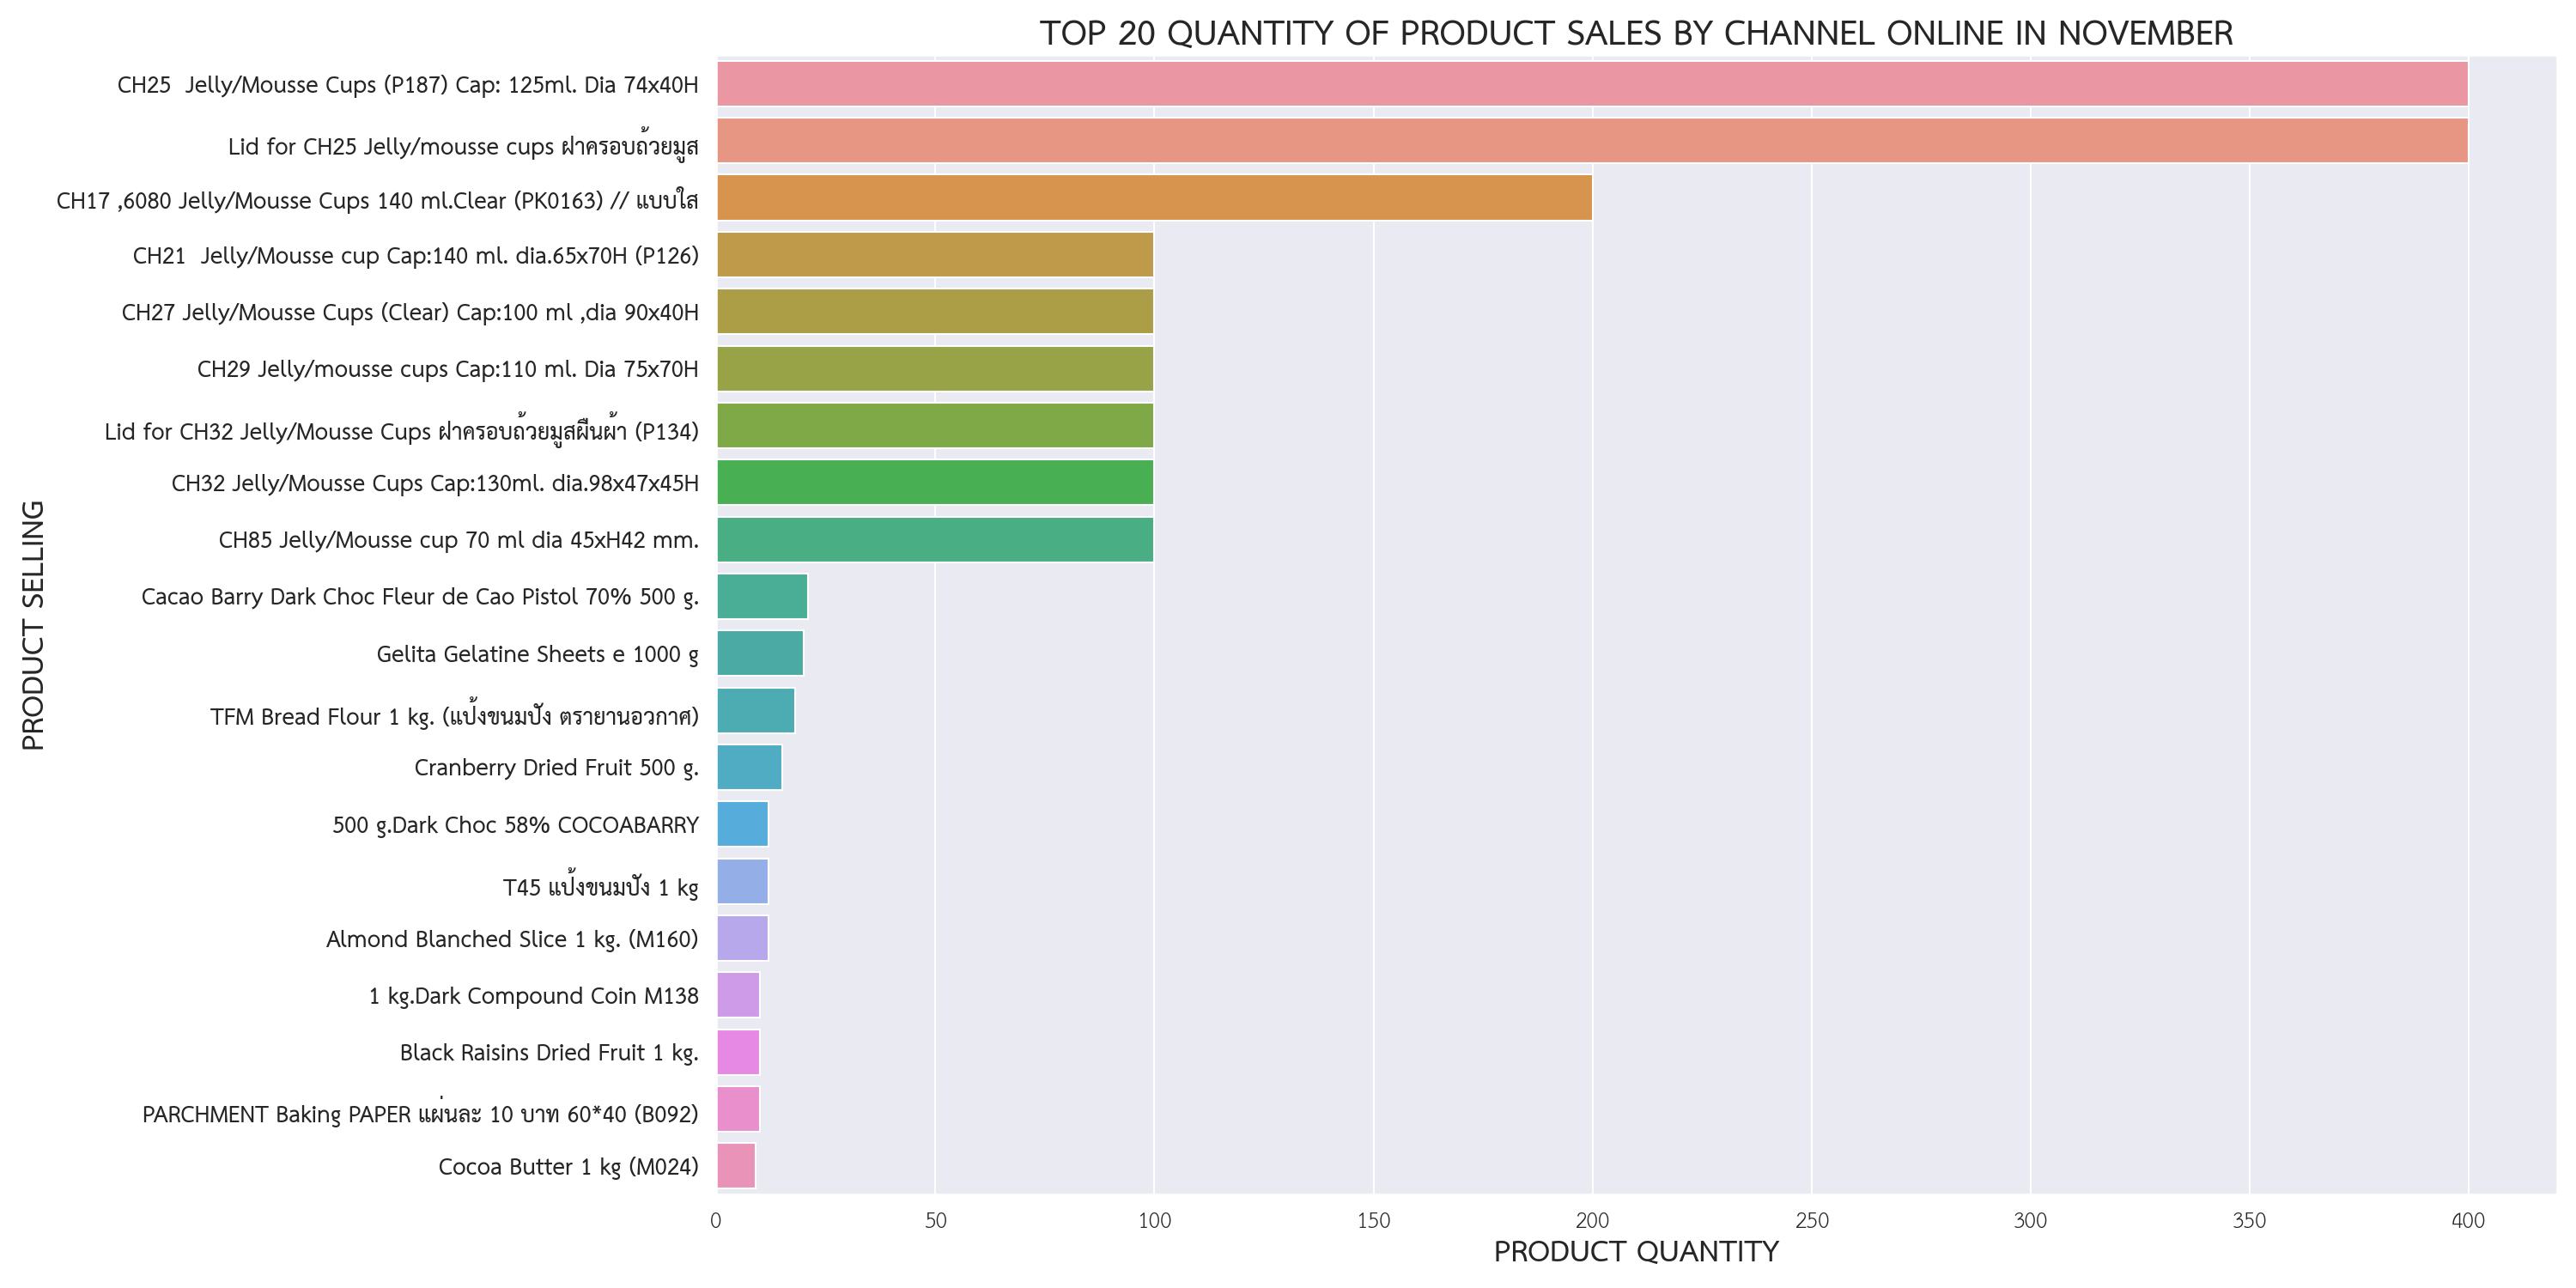 TOP 20 QUANTITY OF PRODUCT SALES BY CHANNEL ONLINE IN NOVEMBER
PRODUCT SELLING
CH25  Jelly/Mousse Cups (P187) Cap: 125ml. Dia 74x40H
Lid for CH25 Jelly/mousse cups ฝาครอบถ้วยมูส
CH17 ,6080 Jelly/Mousse Cups 140 ml.Clear (PK0163) // แบบใส
CH21  Jelly/Mousse cup Cap:140 ml. dia.65x70H (P126)
CH27 Jelly/Mousse Cups (Clear) Cap:100 ml ,dia 90x40H
CH29 Jelly/mousse cups Cap:110 ml. Dia 75x70H
Lid for CH32 Jelly/Mousse Cups ฝาครอบถ้วยมูสผืนผ้า (P134)
CH32 Jelly/Mousse Cups Cap:130ml. dia.98x47x45H
CH85 Jelly/Mousse cup 70 ml dia 45xH42 mm.
Cacao Barry Dark Choc Fleur de Cao Pistol 70% 500 g.
Gelita Gelatine Sheets e 1000 g
TFM Bread Flour 1 kg. (แป้งขนมปัง ตรายานอวกาศ)
Cranberry Dried Fruit 500 g.
500 g.Dark Choc 58% COCOABARRY
T45 แป้งขนมปัง 1 kg
Almond Blanched Slice 1 kg. (M160)
1 kg.Dark Compound Coin M138
Black Raisins Dried Fruit 1 kg.
PARCHMENT Baking PAPER แผ่นละ 10 บาท 60*40 (B092)
Cocoa Butter 1 kg (M024)
0 50 100 150 200 250 300 350 400
PRODUCT QUANTITY